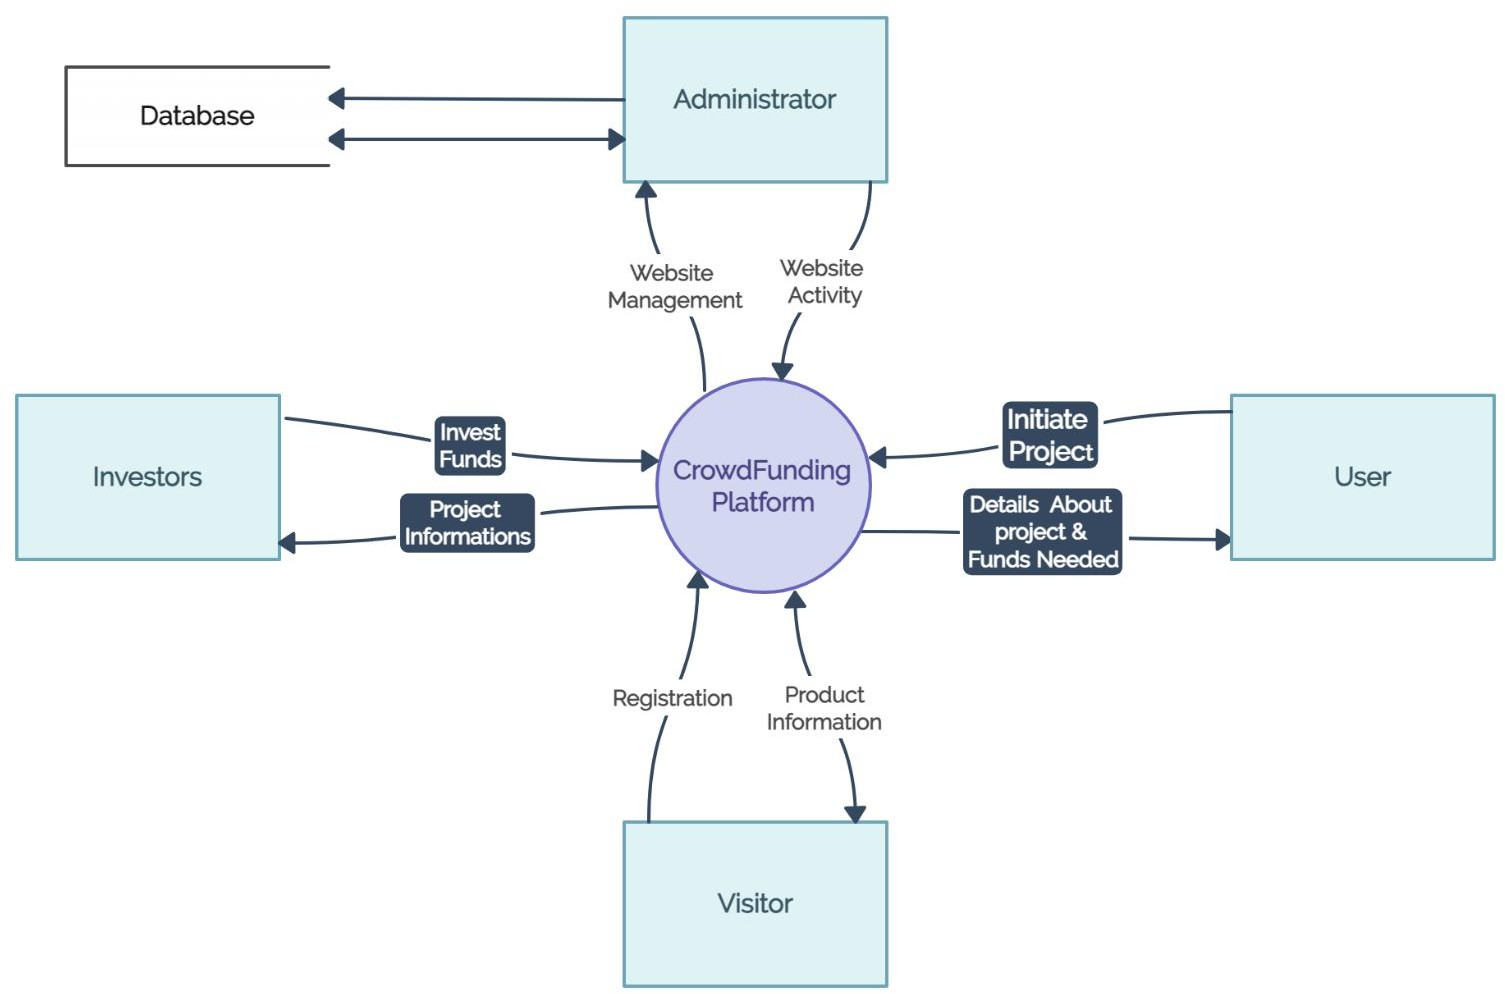 Database
Administrator
Website
Management
Website
Activity
Investors
Invest
Funds
Project
Informations
CrowdFunding
Platform
Initiate
Project
Details About
project &
Funds Needed
User
Registration
Product
Information
Visitor